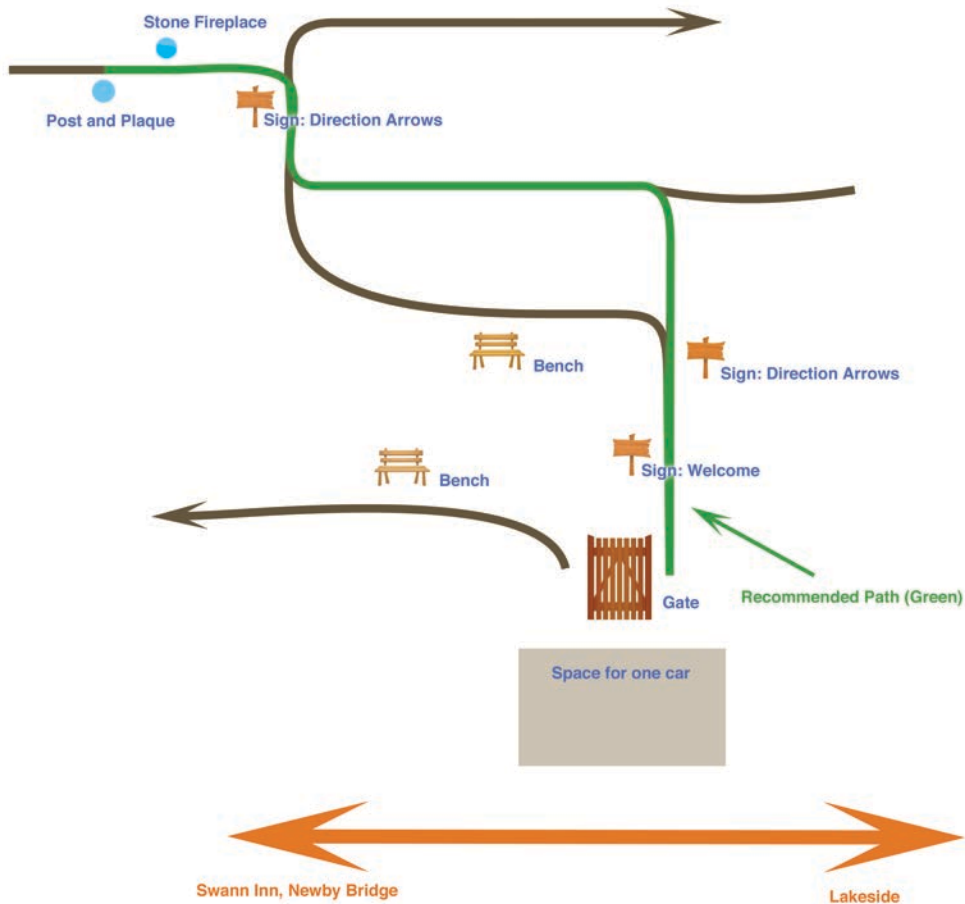 Stone Fireplace
Post and Plaque
Sign: Direction Arrows
Bench
Sign: Direction Arrows
Bench
Sign: Welcome
Gate
Recommended Path (Green)
Space for one car
Swann Inn, Newby Bridge
Lakeside